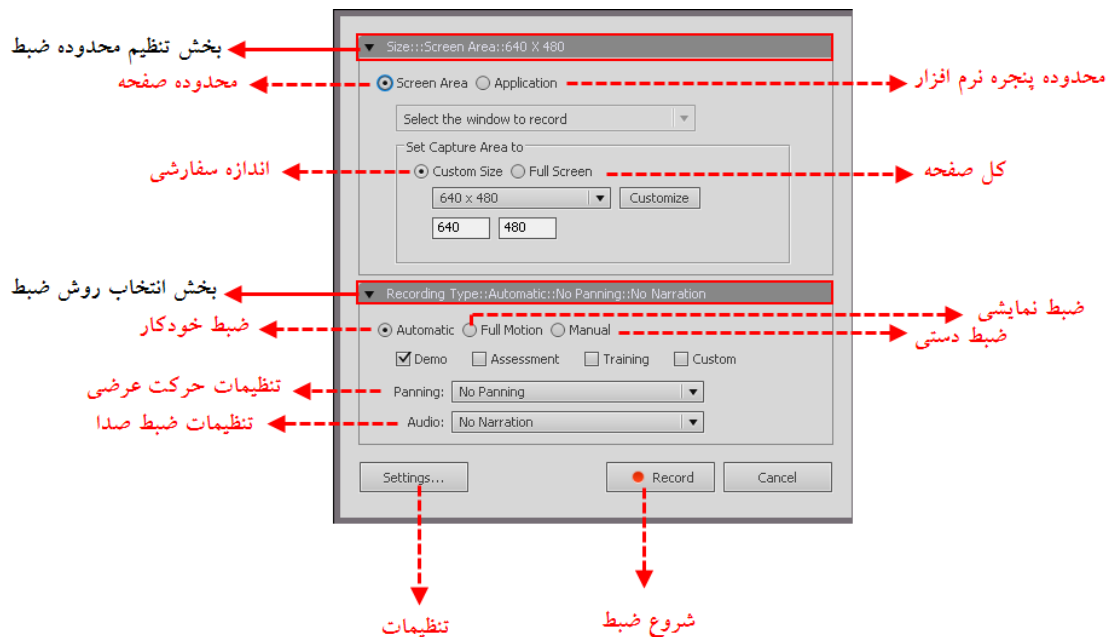 بخش تنظیم محدوده ضبط
Size:::Screen Area::640 X 480
محدوده صفحه
Screen Area
Application
محدوده پنجره نرم افزار
Select the window to record
Set Capture Area to
اندازه سفارشی
Custom Size
Full Screen
کل صفحه
640 x 480
Customize
640
480
بخش انتخاب روش ضبط
Recording Type::Automatic::No Panning::No Narration
ضبط نمایشی
ضبط خودکار
Automatic
Full Motion
Manual
ضبط دستی
Demo
Assessment
Training
Custom
تنظیمات حرکت عرضی
Panning:
No Panning
تنظیمات ضبط صدا
Audio:
No Narration
Settings...
Record
Cancel
تنظیمات
شروع ضبط